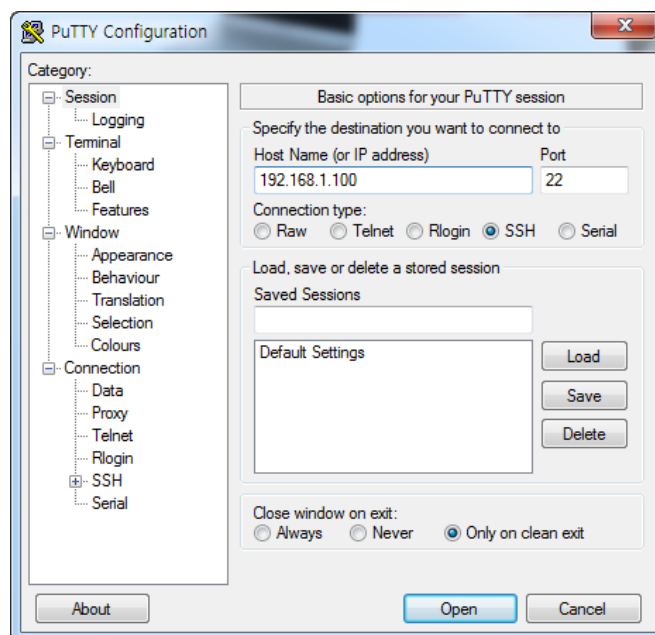 PuTTY Configuration
Category:
Session
Logging
Terminal
Keyboard
Bell
Features
Window
Appearance
Behaviour
Translation
Selection
Colours
Connection
Data
Proxy
Telnet
Rlogin
SSH
Serial
Basic options for your PuTTY session
Specify the destination you want to connect to
Host Name (or IP address) Port
192.168.1.100 22
Connection type:
Raw Telnet Rlogin SSH Serial
Load, save or delete a stored session
Saved Sessions
Default Settings
Load
Save
Delete
Close window on exit:
Always Never Only on clean exit
About Open Cancel